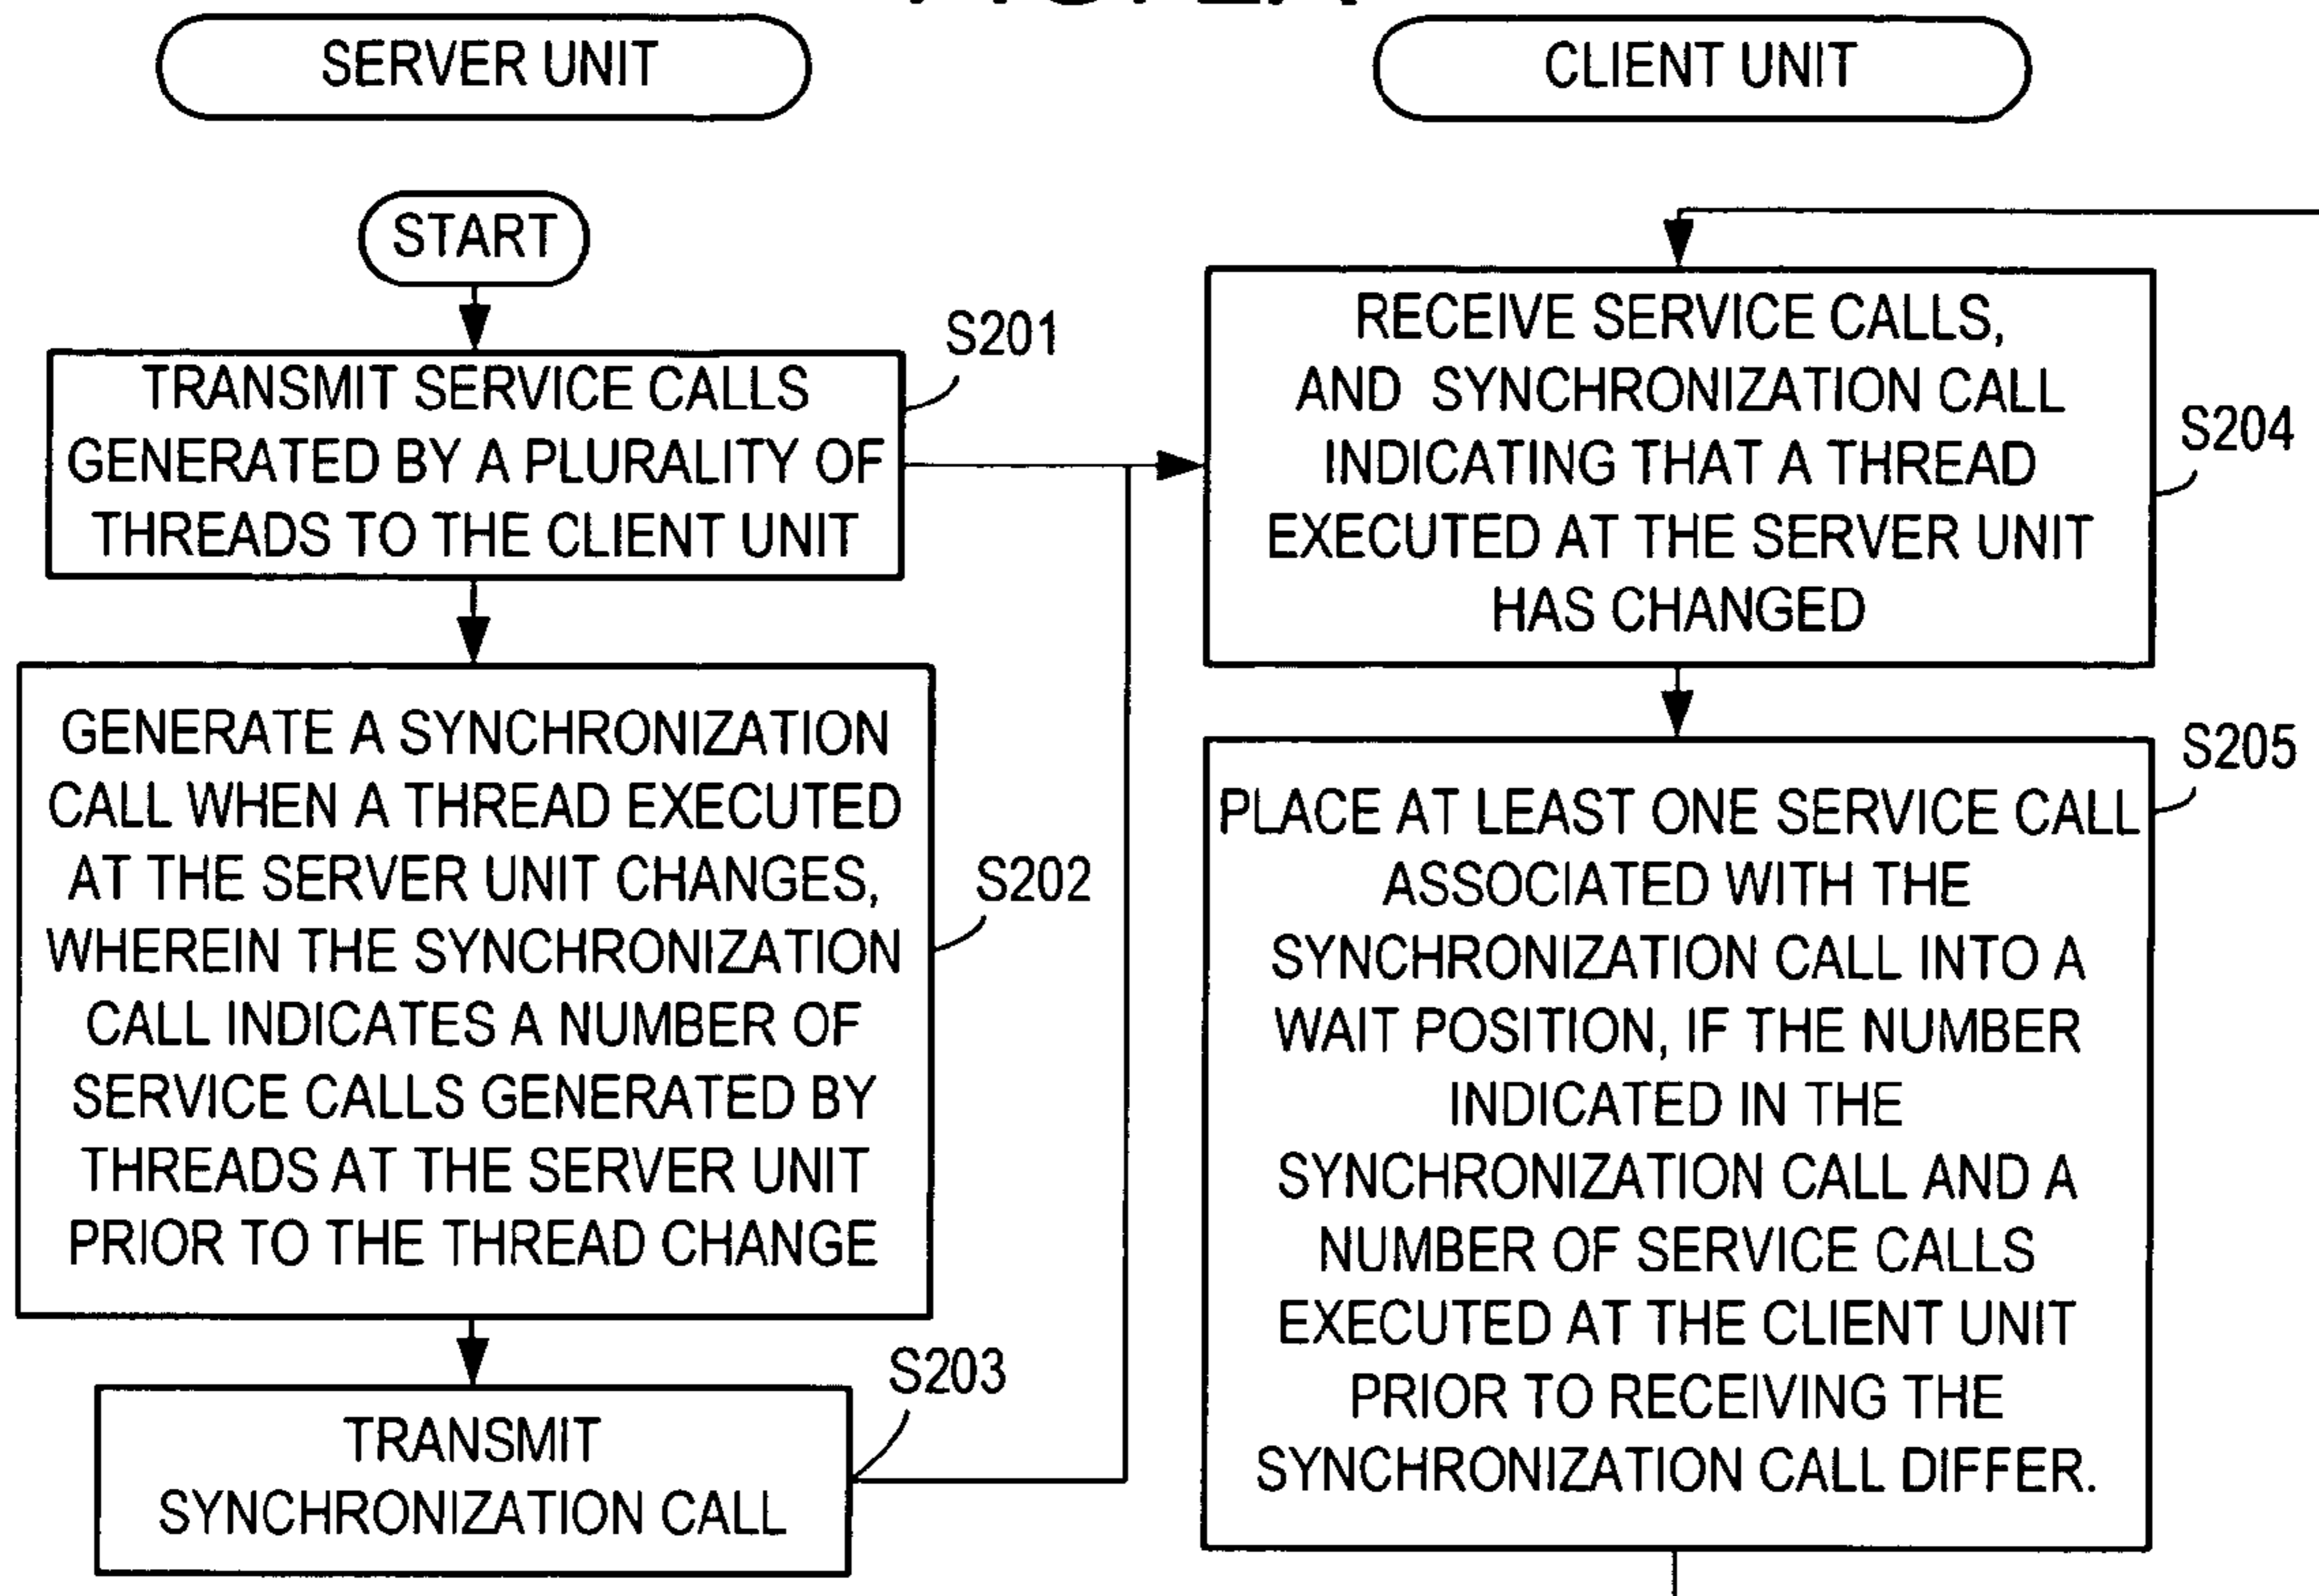 SERVER UNIT
CLIENT UNIT
START
S201
TRANSMIT SERVICE CALLS
GENERATED BY A PLURALITY OF
THREADS TO THE CLIENT UNIT
S202
GENERATE A SYNCHRONIZATION
CALL WHEN A THREAD EXECUTED
AT THE SERVER UNIT CHANGES,
WHEREIN THE SYNCHRONIZATION
CALL INDICATES A NUMBER OF
SERVICE CALLS GENERATED BY
THREADS AT THE SERVER UNIT
PRIOR TO THE THREAD CHANGE
S203
TRANSMIT
SYNCHRONIZATION CALL
RECEIVE SERVICE CALLS,
AND SYNCHRONIZATION CALL
INDICATING THAT A THREAD
EXECUTED AT THE SERVER UNIT
HAS CHANGED
S204
S205
PLACE AT LEAST ONE SERVICE CALL
ASSOCIATED WITH THE
SYNCHRONIZATION CALL INTO A
WAIT POSITION, IF THE NUMBER
INDICATED IN THE
SYNCHRONIZATION CALL AND A
NUMBER OF SERVICE CALLS
EXECUTED AT THE CLIENT UNIT
PRIOR TO RECEIVING THE
SYNCHRONIZATION CALL DIFFER.